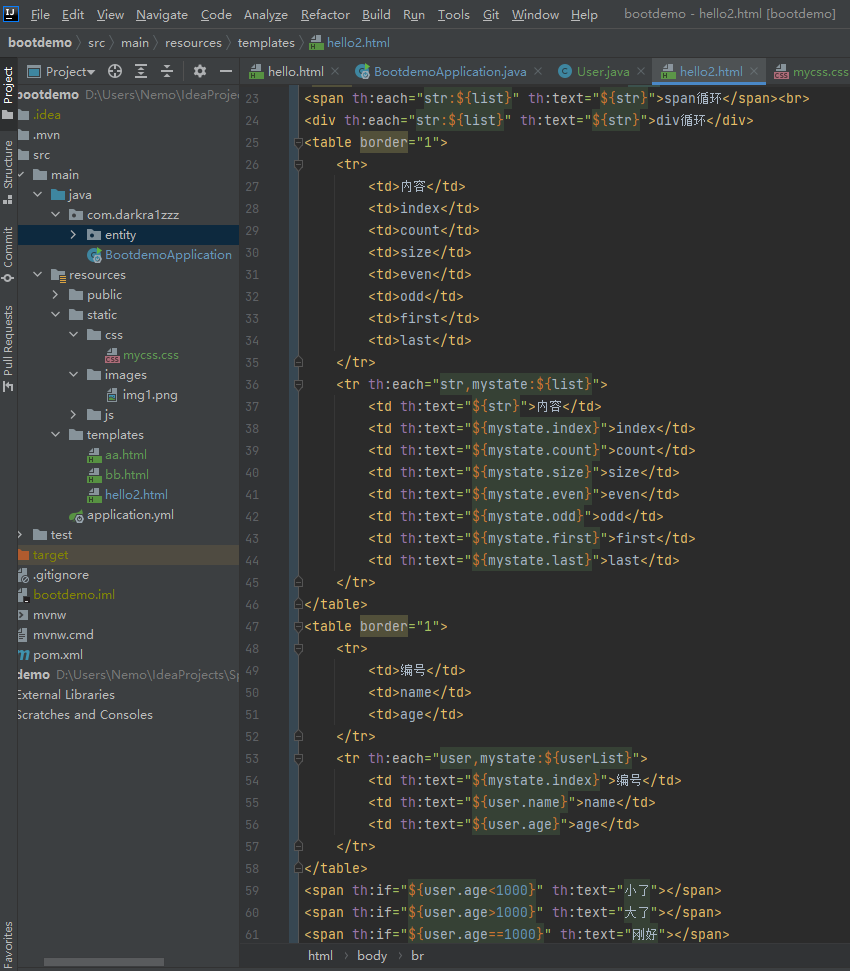 File Edit View Navigate Code Analyze Refactor Build Run Tools Git Window Help bootdemo - hello2.html [bootdemo]
bootdemo src main resources templates hello2.html
Project
hello.html BootdemoApplication.java User.java hello2.html mycss.css
Project
Structure
Commit
Pull Requests
Favorites
bootdemo D:\Users\Nemo\IdeaProje
.idea
.mvn
src
main
java
com.darkra1zzz
entity
BootdemoApplication
resources
public
static
css
mycss.css
images
img1.png
js
templates
aa.html
bb.html
hello2.html
application.yml
test
target
.gitignore
bootdemo.iml
mvnw
mvnw.cmd
pom.xml
demo D:\Users\Nemo\IdeaProjects\Sp
External Libraries
Scratches and Consoles
23 <span th:each="str:${list}" th:text="${str}">span循环</span><br>
24 <div th:each="str:${list}" th:text="${str}">div循环</div>
25 <table border="1">
26 <tr>
27 <td>内容</td>
28 <td>index</td>
29 <td>count</td>
30 <td>size</td>
31 <td>even</td>
32 <td>odd</td>
33 <td>first</td>
34 <td>last</td>
35 </tr>
36 <tr th:each="str,mystate:${list}">
37 <td th:text="${str}">内容</td>
38 <td th:text="${mystate.index}">index</td>
39 <td th:text="${mystate.count}">count</td>
40 <td th:text="${mystate.size}">size</td>
41 <td th:text="${mystate.even}">even</td>
42 <td th:text="${mystate.odd}">odd</td>
43 <td th:text="${mystate.first}">first</td>
44 <td th:text="${mystate.last}">last</td>
45 </tr>
46 </table>
47 <table border="1">
48 <tr>
49 <td>编号</td>
50 <td>name</td>
51 <td>age</td>
52 </tr>
53 <tr th:each="user,mystate:${userList}">
54 <td th:text="${mystate.index}">编号</td>
55 <td th:text="${user.name}">name</td>
56 <td th:text="${user.age}">age</td>
57 </tr>
58 </table>
59 <span th:if="${user.age<1000}" th:text="小了"></span>
60 <span th:if="${user.age>1000}" th:text="大了"></span>
61 <span th:if="${user.age==1000}" th:text="刚好"></span>
html body br